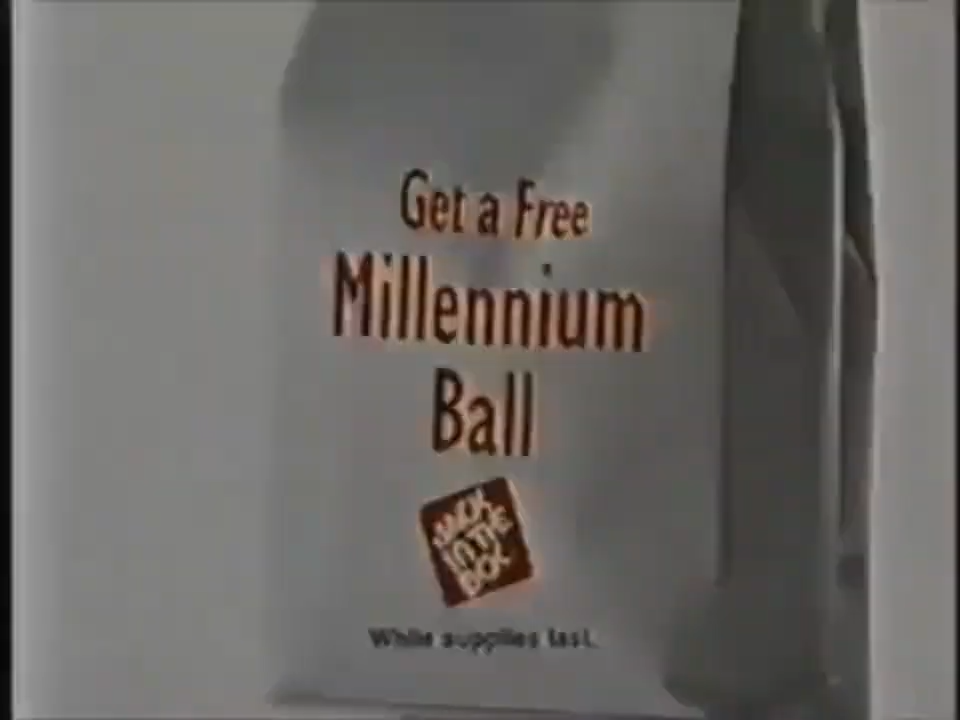 Get a Free
Millennium
Ball
JACK
IN THE
BOX
While supplies last.